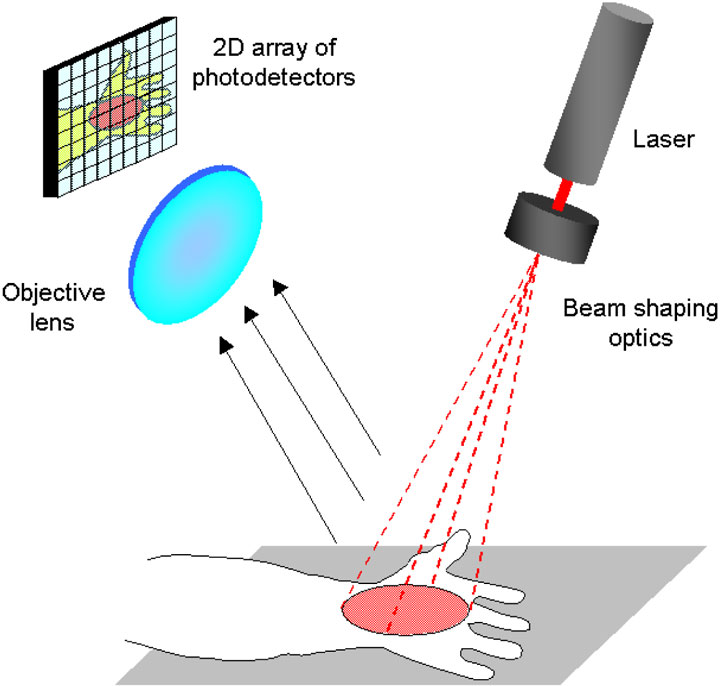 2D array of
photodetectors
Laser
Objective
lens
Beam shaping
optics